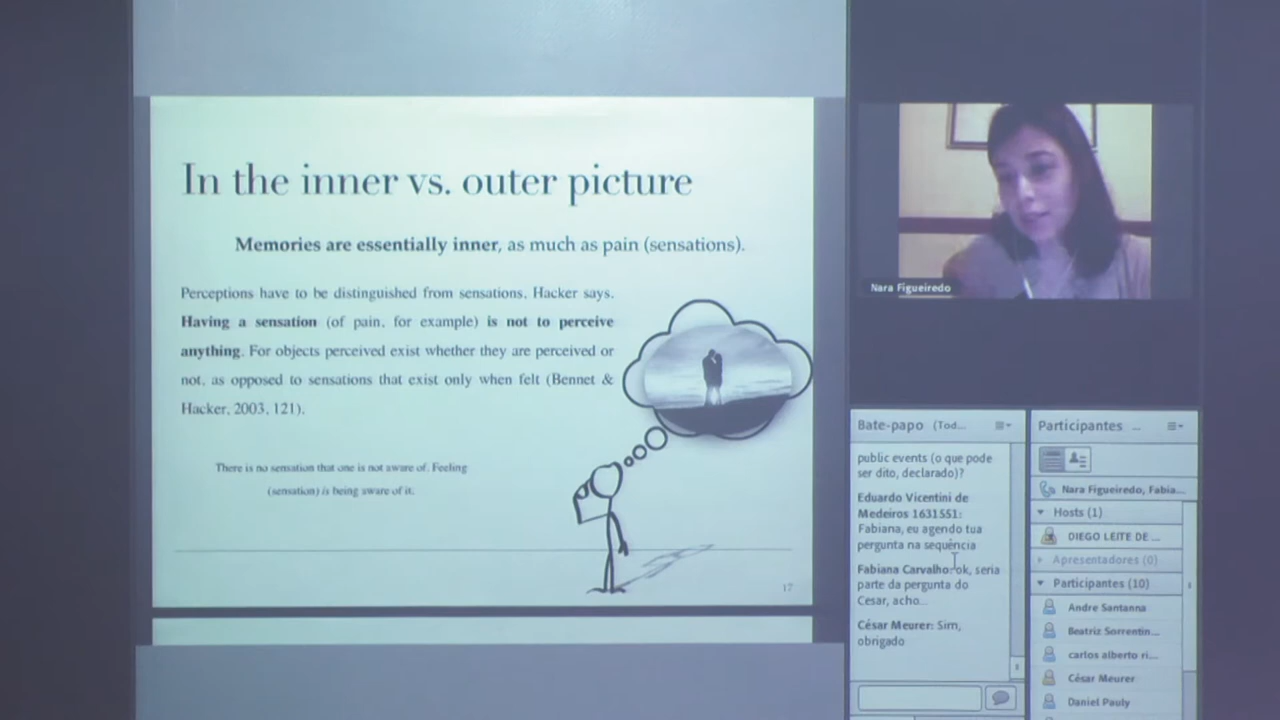 In the inner vs. outer picture
Memories are essentially inner, as much as pain (sensations).
Perceptions have to be distinguished from sensations, Hacker says.
Having a sensation (of pain, for example) is not to perceive
anything. For objects perceived exist whether they are perceived or
not, as opposed to sensations that exist only when felt (Bennet &
Hacker, 2003, 121).
There is no sensation that one is not aware of. Feeling
(sensation) is being aware of it.
17
Nara Figueiredo
Bate-papo (Tod...
public events (o que pode
ser dito, declarado)?
Eduardo Vicentini de
Medeiros 1631551:
Fabiana, eu agendo tua
pergunta na sequência
Fabiana Carvalho: ok, seria
parte da pergunta do
Cesar, acho...
César Meurer: Sim,
obrigado
Participantes ...
Nara Figueiredo, Fabia...
Hosts (1)
DIEGO LEITE DE ...
Apresentadores (0)
Participantes (10)
Andre Santanna
Beatriz Sorrentin...
carlos alberto ri...
César Meurer
Daniel Pauly